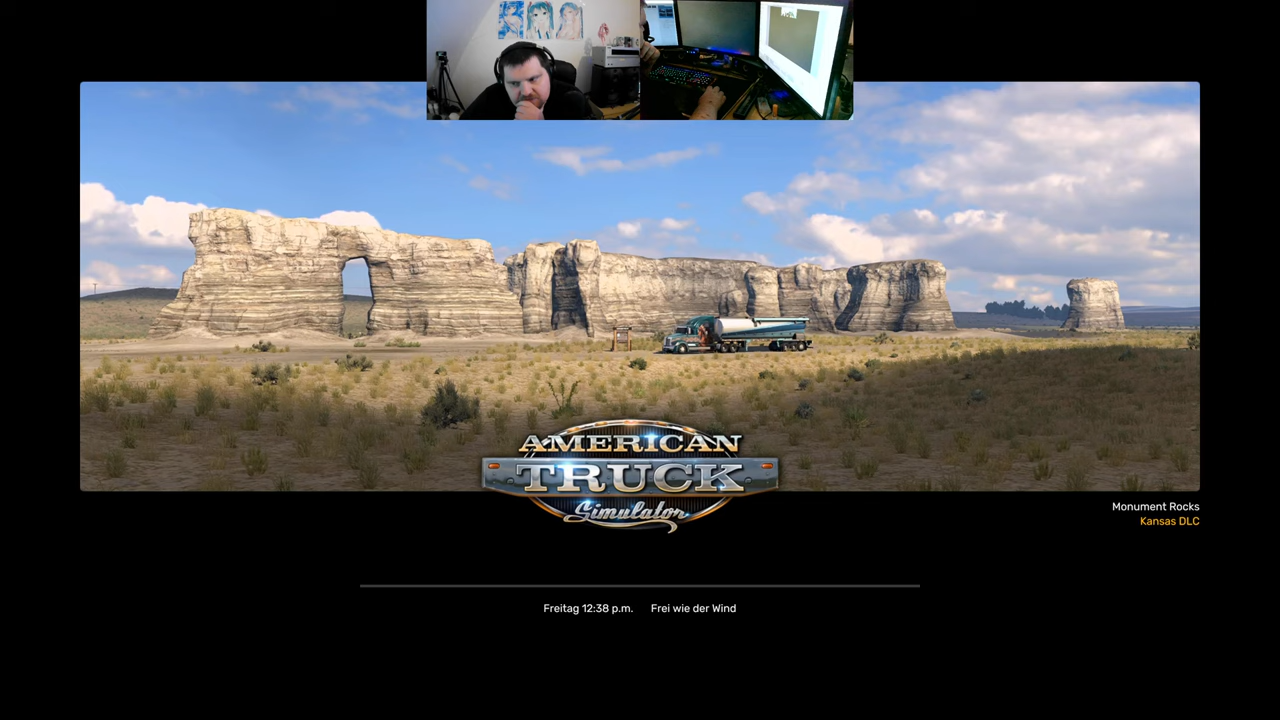 AMERICAN
TRUCK
Simulator
Monument Rocks
Kansas DLC
Freitag 12:38 p.m. Frei wie der Wind